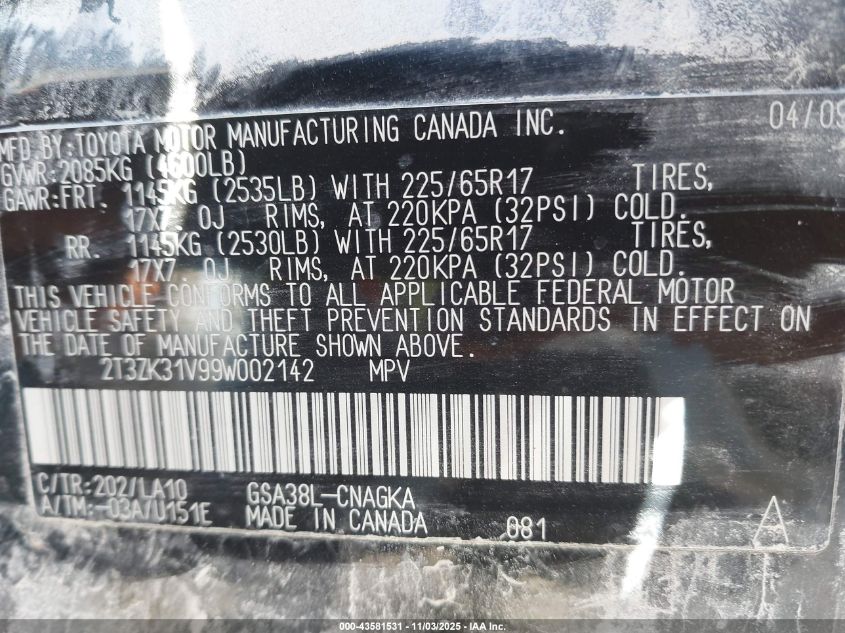 04/09
MFD BY:TOYOTA MOTOR MANUFACTURING CANADA INC.
GVWR:2085KG (4600LB)
GAWR:FRT. 1145KG (2535LB) WITH 225/65R17 TIRES,
17X7.0J RIMS, AT 220KPA (32PSI) COLD.
RR. 1145KG (2530LB) WITH 225/65R17 TIRES,
17X7.0J RIMS, AT 220KPA (32PSI) COLD.
THIS VEHICLE CONFORMS TO ALL APPLICABLE FEDERAL MOTOR
VEHICLE SAFETY AND THEFT PREVENTION STANDARDS IN EFFECT ON
THE DATE OF MANUFACTURE SHOWN ABOVE.
2T3ZK31V99W002142 MPV
C/TR:202/LA10 GSA38L-CNAGKA
A/TM:-03A/U151E MADE IN CANADA 081 A
000-43581531 - 11/03/2025 - IAA Inc.